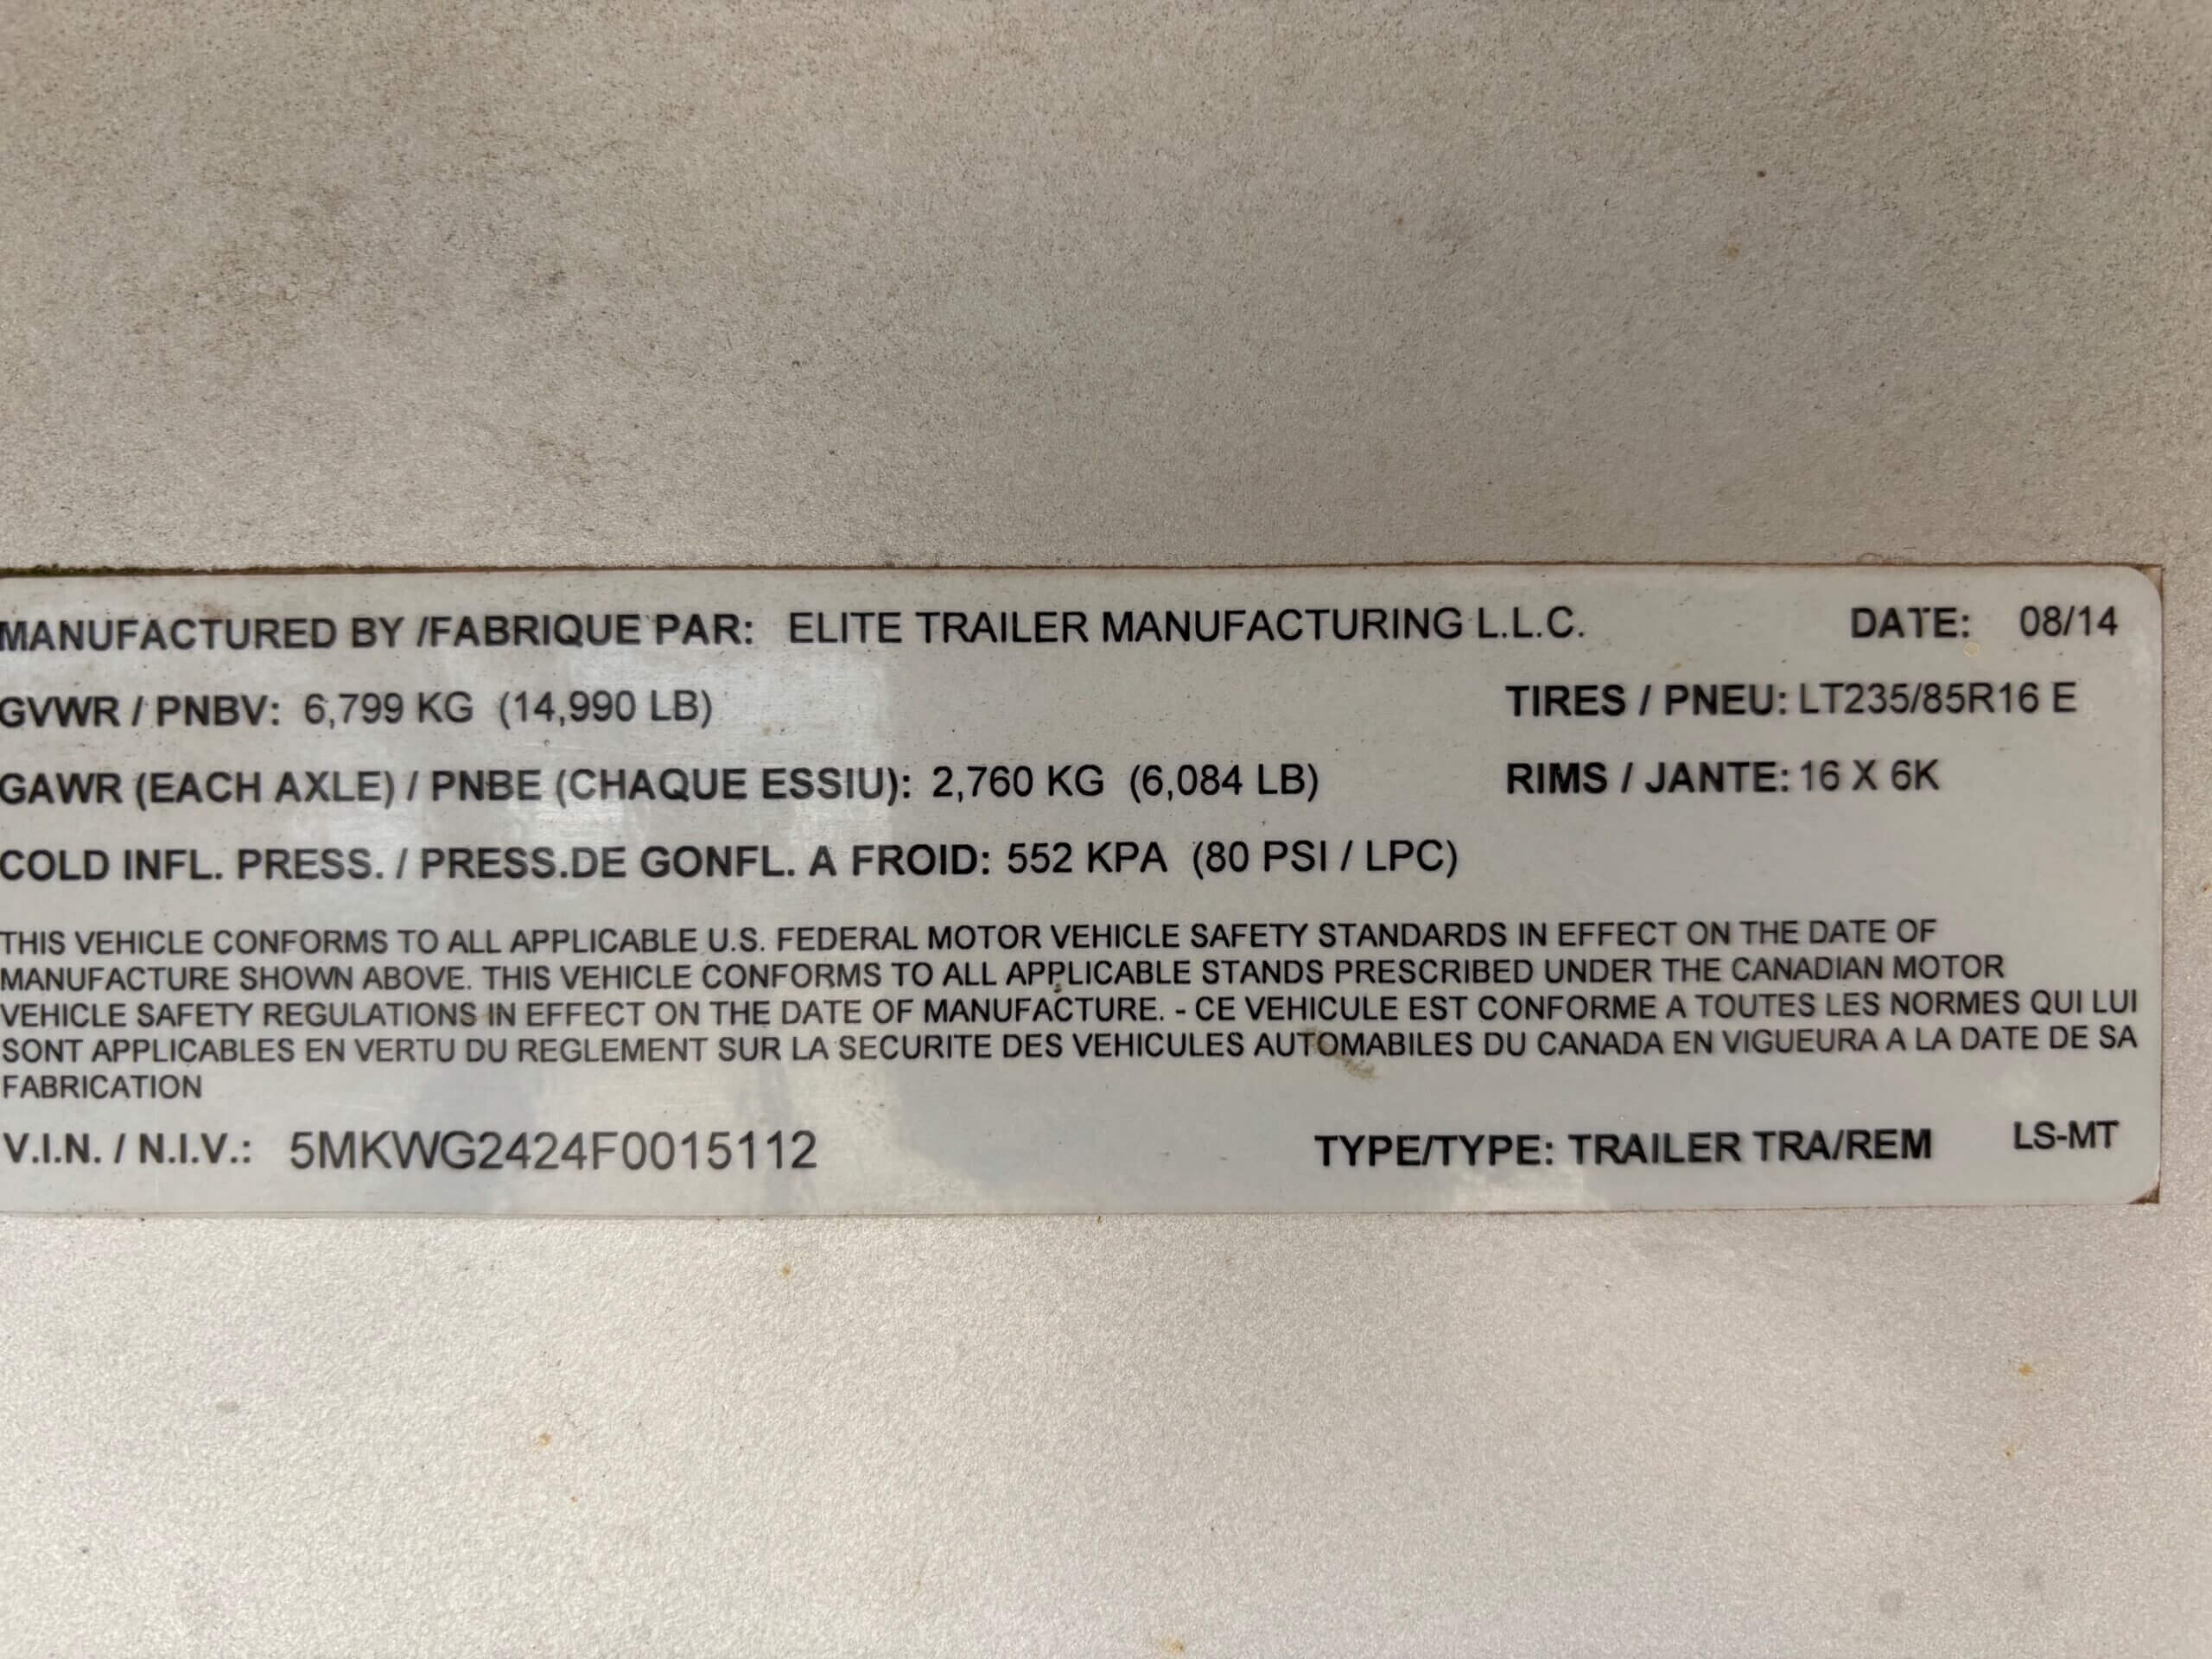 MANUFACTURED BY /FABRIQUE PAR: ELITE TRAILER MANUFACTURING L.L.C. DATE: 08/14
GVWR / PNBV: 6,799 KG (14,990 LB) TIRES / PNEU: LT235/85R16 E
GAWR (EACH AXLE) / PNBE (CHAQUE ESSIU): 2,760 KG (6,084 LB) RIMS / JANTE: 16 X 6K
COLD INFL. PRESS. / PRESS.DE GONFL. A FROID: 552 KPA (80 PSI / LPC)
THIS VEHICLE CONFORMS TO ALL APPLICABLE U.S. FEDERAL MOTOR VEHICLE SAFETY STANDARDS IN EFFECT ON THE DATE OF
MANUFACTURE SHOWN ABOVE. THIS VEHICLE CONFORMS TO ALL APPLICABLE STANDS PRESCRIBED UNDER THE CANADIAN MOTOR
VEHICLE SAFETY REGULATIONS IN EFFECT ON THE DATE OF MANUFACTURE. - CE VEHICULE EST CONFORME A TOUTES LES NORMES QUI LUI
SONT APPLICABLES EN VERTU DU REGLEMENT SUR LA SECURITE DES VEHICULES AUTOMABILES DU CANADA EN VIGUEURA A LA DATE DE SA
FABRICATION
V.I.N. / N.I.V.: 5MKWG2424F0015112 TYPE/TYPE: TRAILER TRA/REM LS-MT